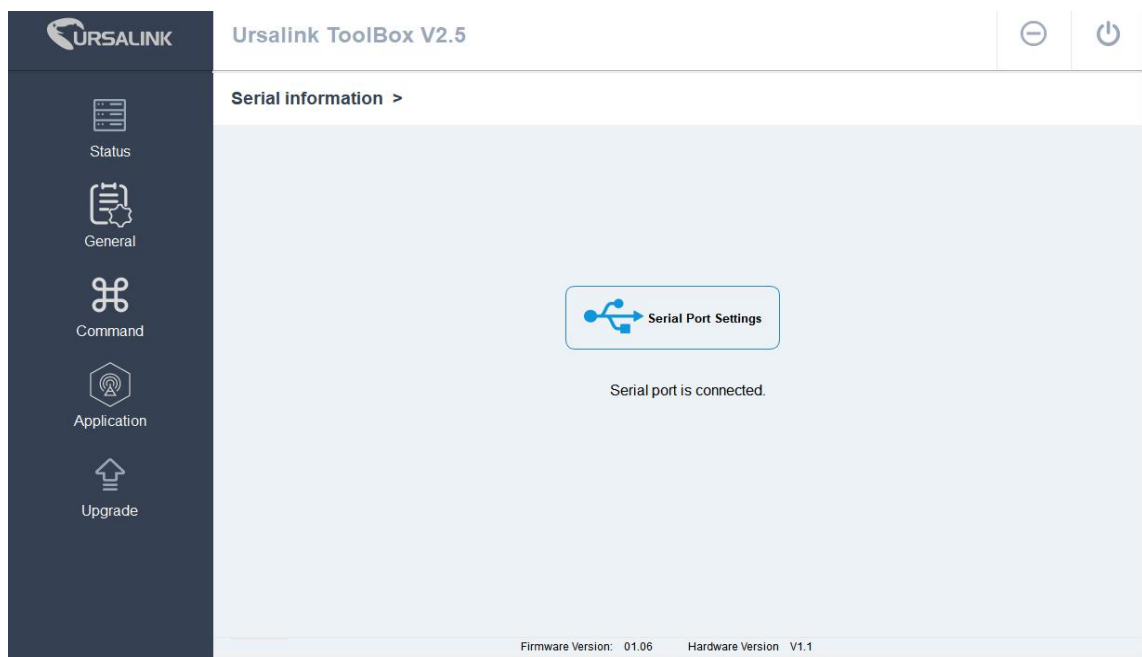 URSALINK
Ursalink ToolBox V2.5
Serial information >
Status
General
Command
Application
Upgrade
Serial Port Settings
Serial port is connected.
Firmware Version: 01.06 Hardware Version V1.1